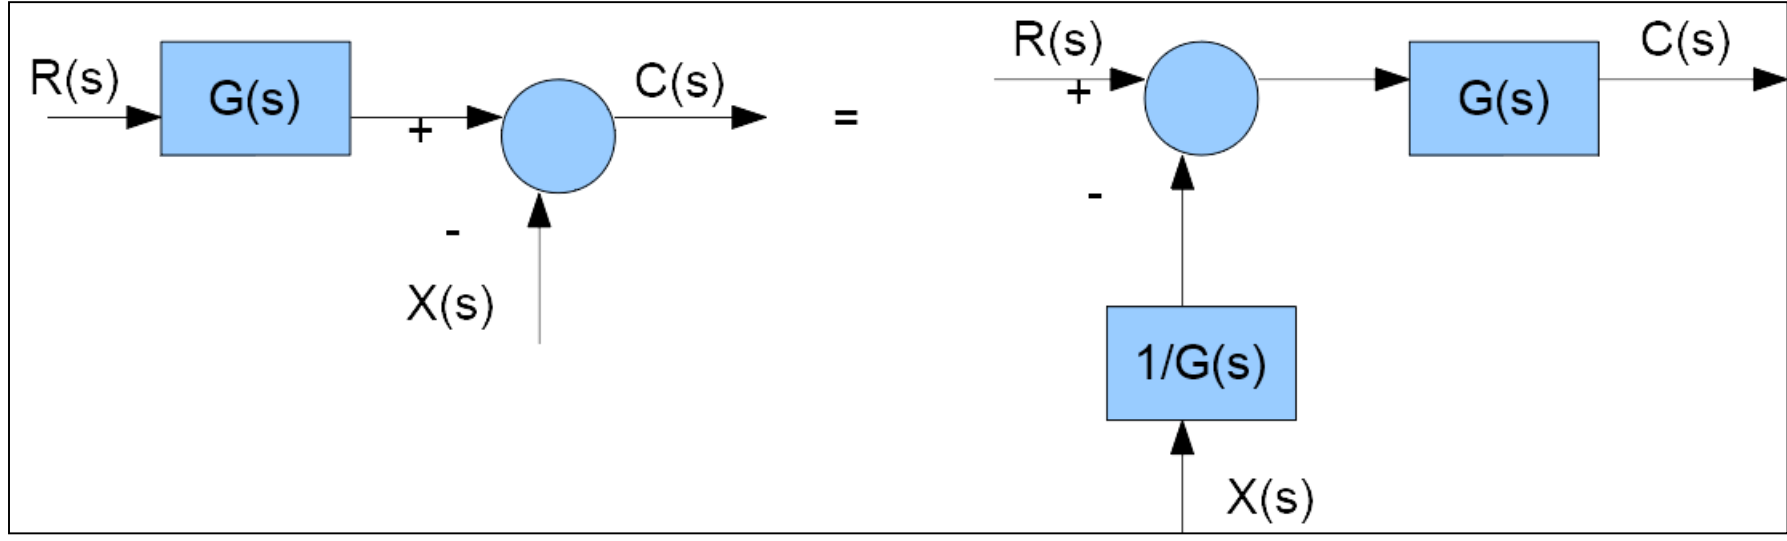 R(s)
G(s)
+
-
X(s)
C(s)
=
R(s)
+
-
1/G(s)
X(s)
G(s)
C(s)